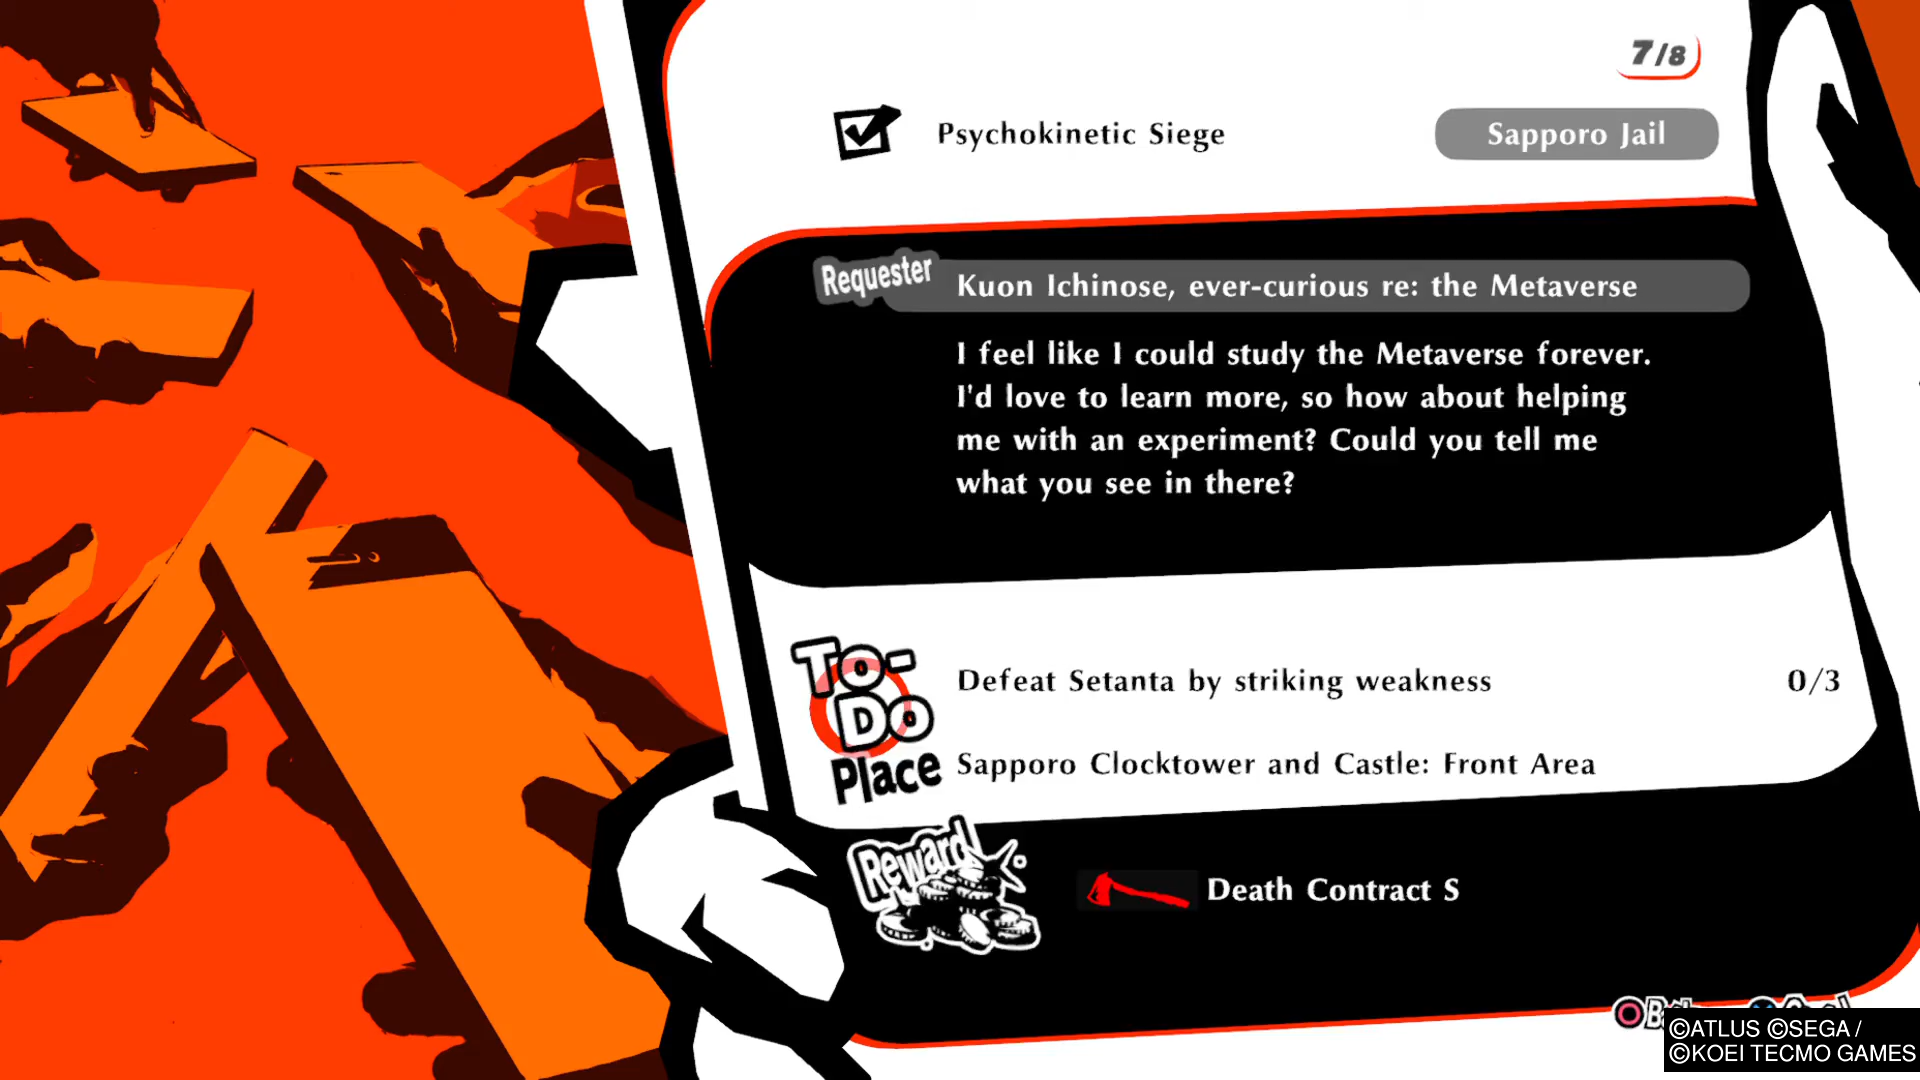 7/8
Psychokinetic Siege
Sapporo Jail
Requester
Kuon Ichinose, ever-curious re: the Metaverse
I feel like I could study the Metaverse forever.
I'd love to learn more, so how about helping
me with an experiment? Could you tell me
what you see in there?
To-
Do
Defeat Setanta by striking weakness 0/3
Place
Sapporo Clocktower and Castle: Front Area
Reward
Death Contract S
©ATLUS ©SEGA /
©KOEI TECMO GAMES